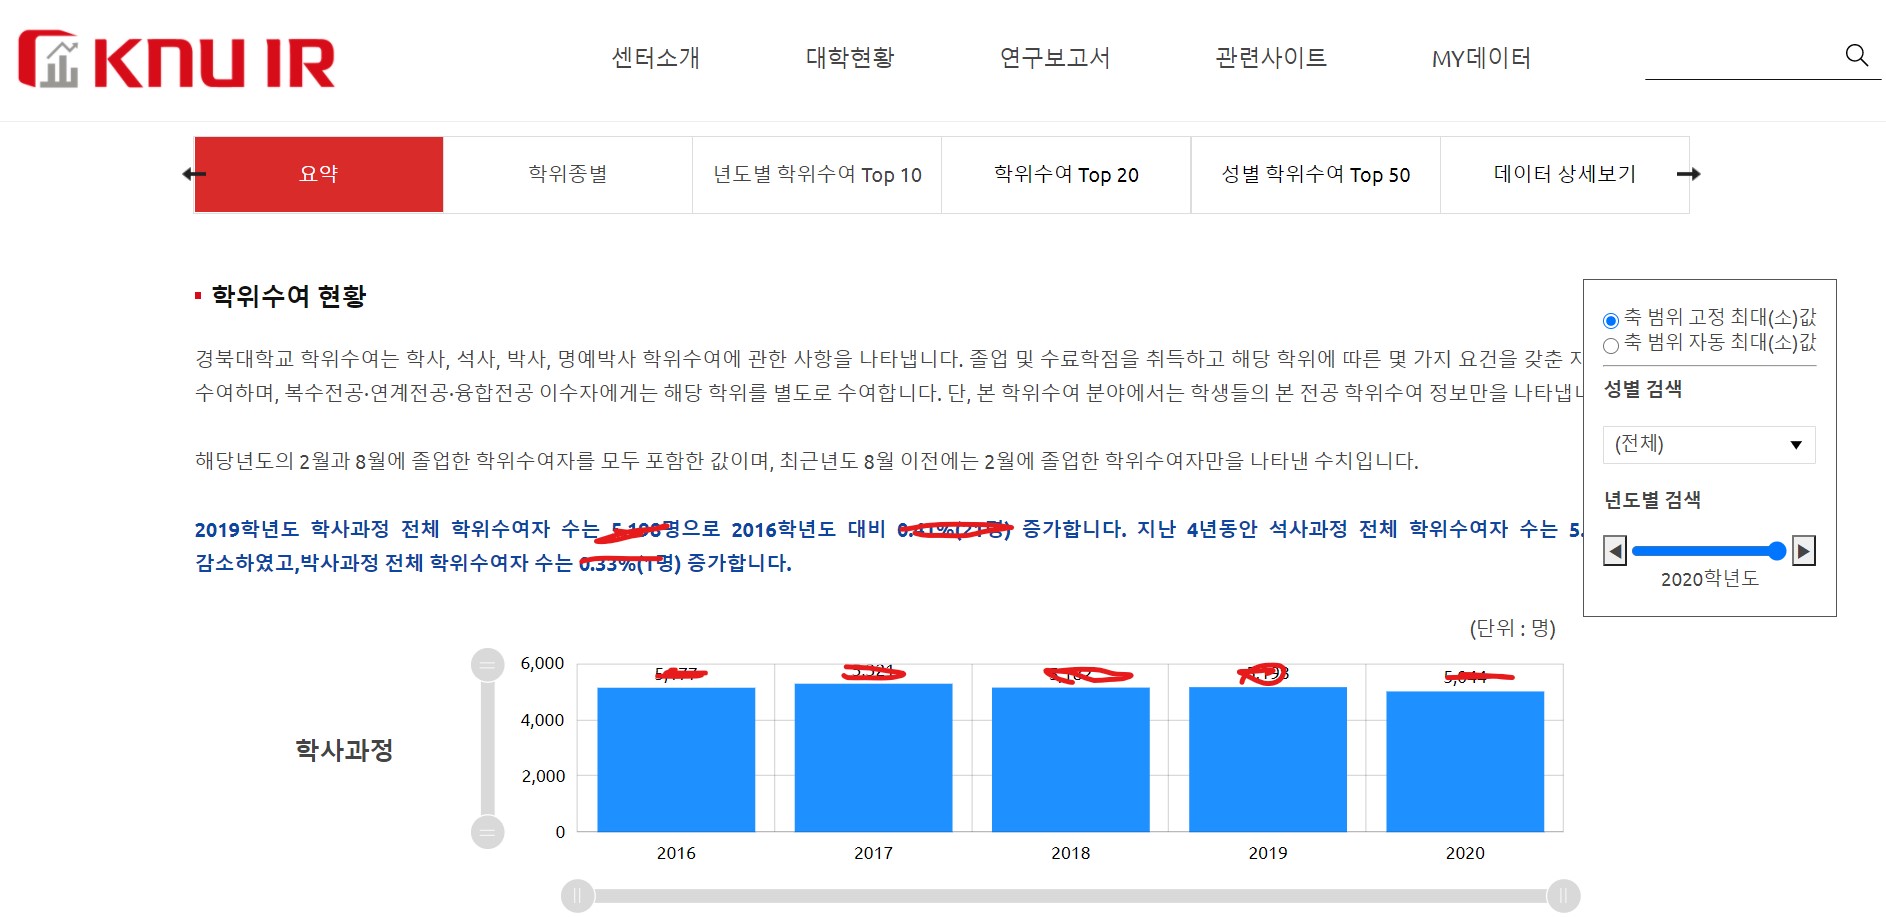 KNU IR
센터소개 대학현황 연구보고서 관련사이트 MY데이터
요약 학위종별 년도별 학위수여 Top 10 학위수여 Top 20 성별 학위수여 Top 50 데이터 상세보기
학위수여 현황
경북대학교 학위수여는 학사, 석사, 박사, 명예박사 학위수여에 관한 사항을 나타냅니다. 졸업 및 수료학점을 취득하고 해당 학위에 따른 몇 가지 요건을 갖춘
수여하며, 복수전공·연계전공·융합전공 이수자에게는 해당 학위를 별도로 수여합니다. 단, 본 학위수여 분야에서는 학생들의 본 전공 학위수여 정보만을
해당년도의 2월과 8월에 졸업한 학위수여자를 모두 포함한 값이며, 최근년도 8월 이전에는 2월에 졸업한 학위수여자만을 나타낸 수치입니다.
2019학년도 학사과정 전체 학위수여자 수는 5,198명으로 2016학년도 대비 증가합니다. 지난 4년동안 석사과정 전체 학위수여자 수는 5.
감소하였고,박사과정 전체 학위수여자 수는 0.33%(1명) 증가합니다.
축 범위 고정 최대(소)값
축 범위 자동 최대(소)값
성별 검색
(전체)
년도별 검색
2020학년도
(단위 : 명)
학사과정
6,000
4,000
2,000
0
5,177 5,321 5,198 5,044
2016 2017 2018 2019 2020